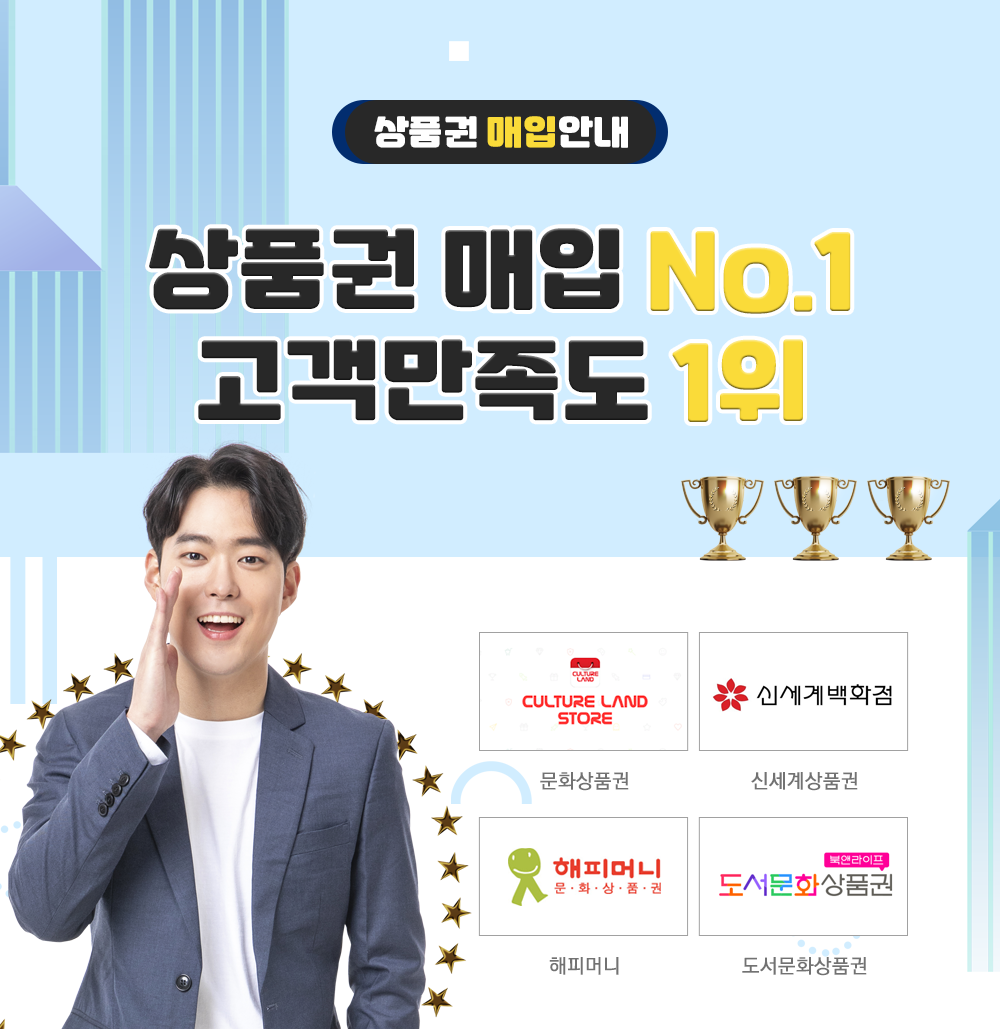 상품권 매입안내
상품권 매입 No.1
고객만족도 1위
CULTURE
LAND
CULTURE LAND
STORE
신세계백화점
문화상품권
신세계상품권
해피머니
문·화·상·품·권
북앤라이프
도서문화상품권
해피머니
도서문화상품권